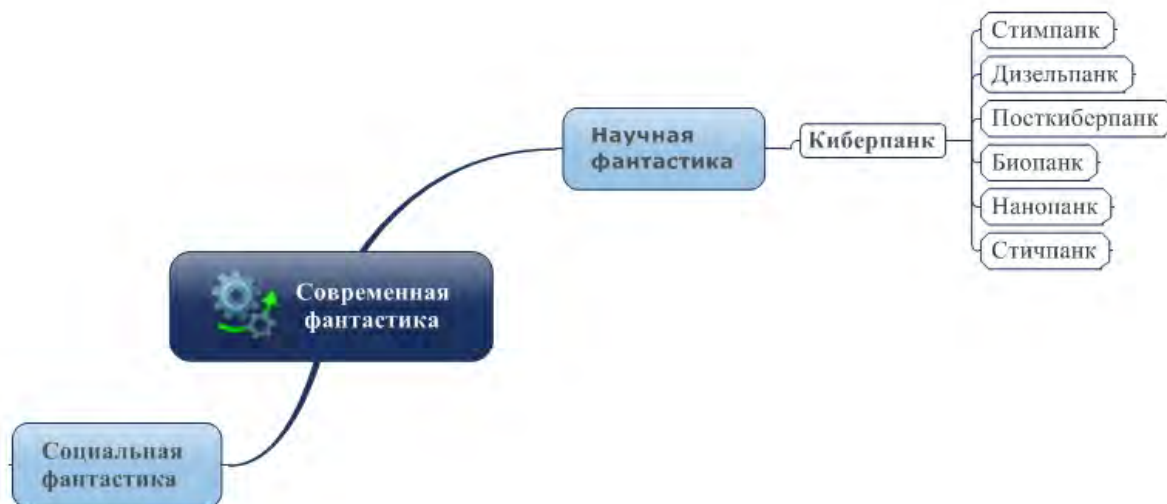 Стимпанк
Дизельпанк
Посткиберпанк
Биопанк
Нанопанк
Стичпанк
Научная
фантастика
Киберпанк
Современная
фантастика
Социальная
фантастика